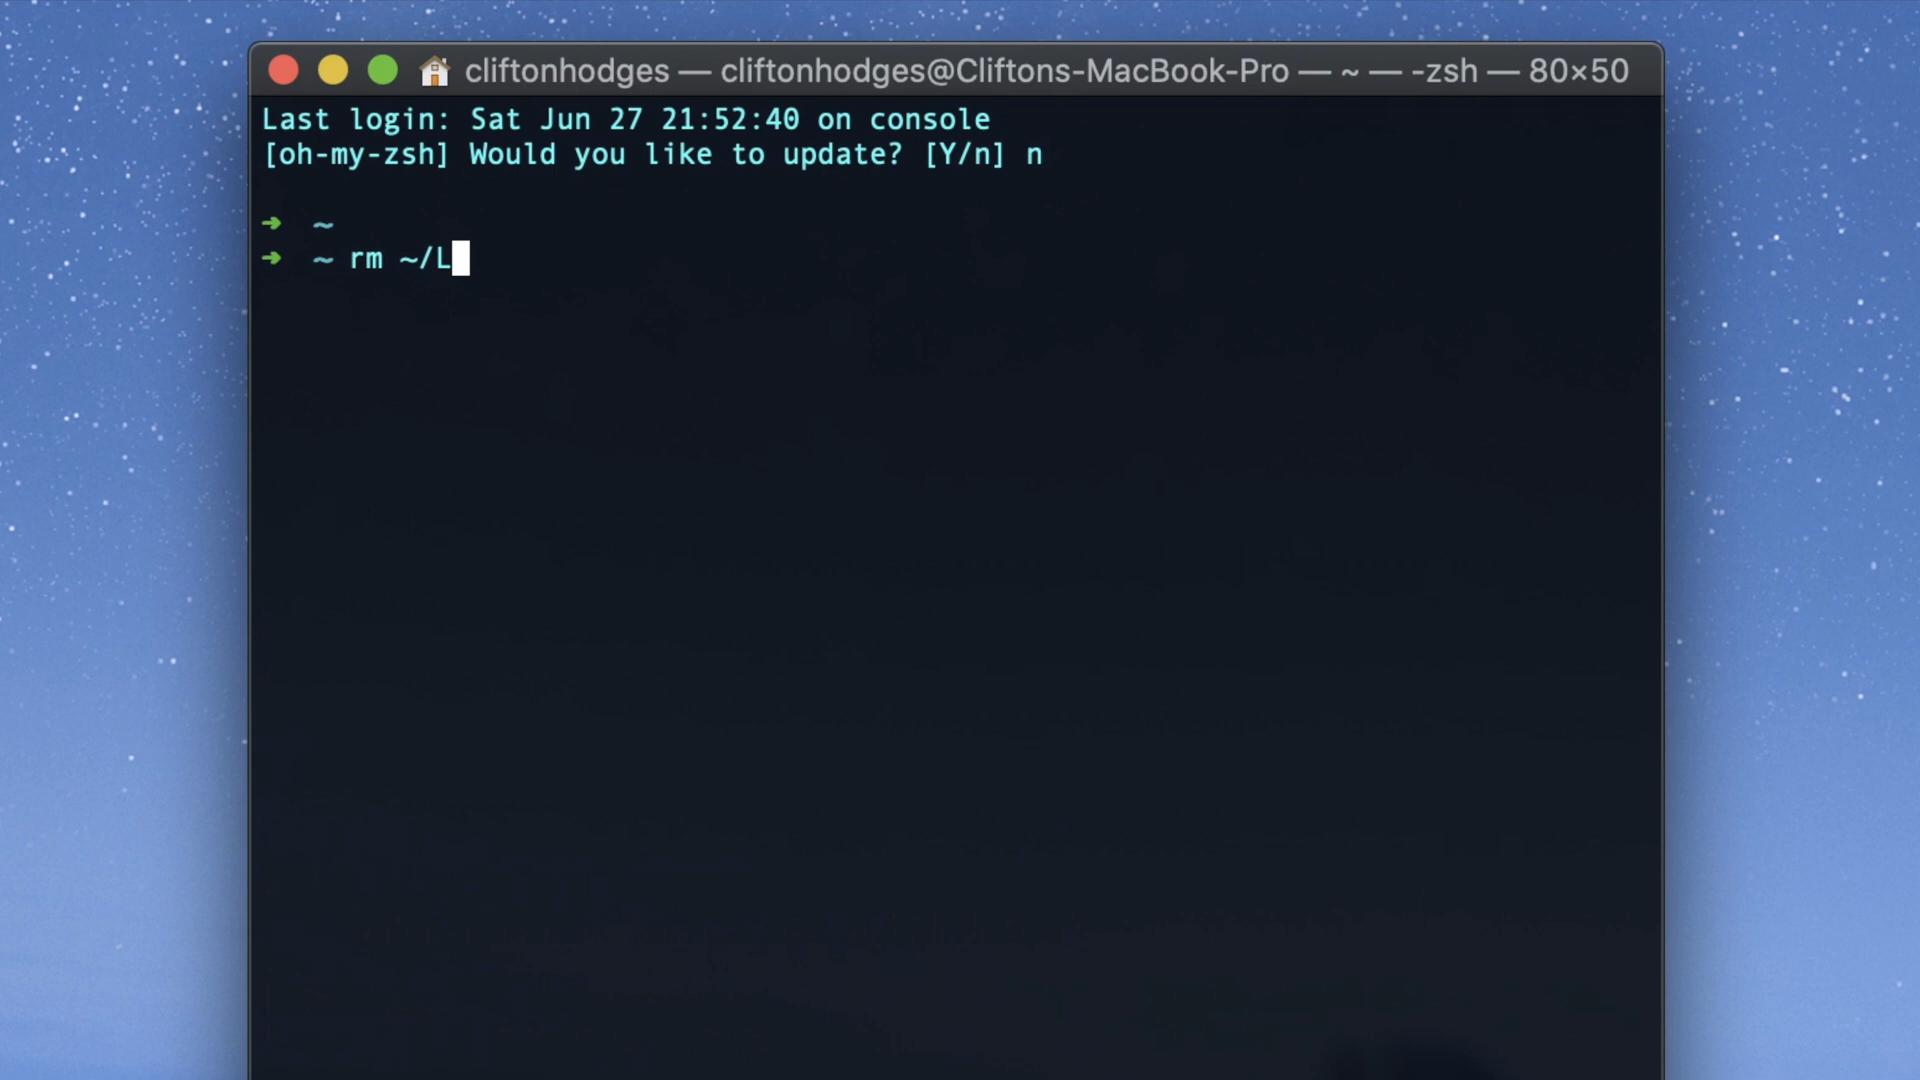 cliftonhodges — cliftonhodges@Cliftons-MacBook-Pro — ~ — -zsh — 80×50
Last login: Sat Jun 27 21:52:40 on console
[oh-my-zsh] Would you like to update? [Y/n] n
➜  ~
➜  ~ rm ~/L